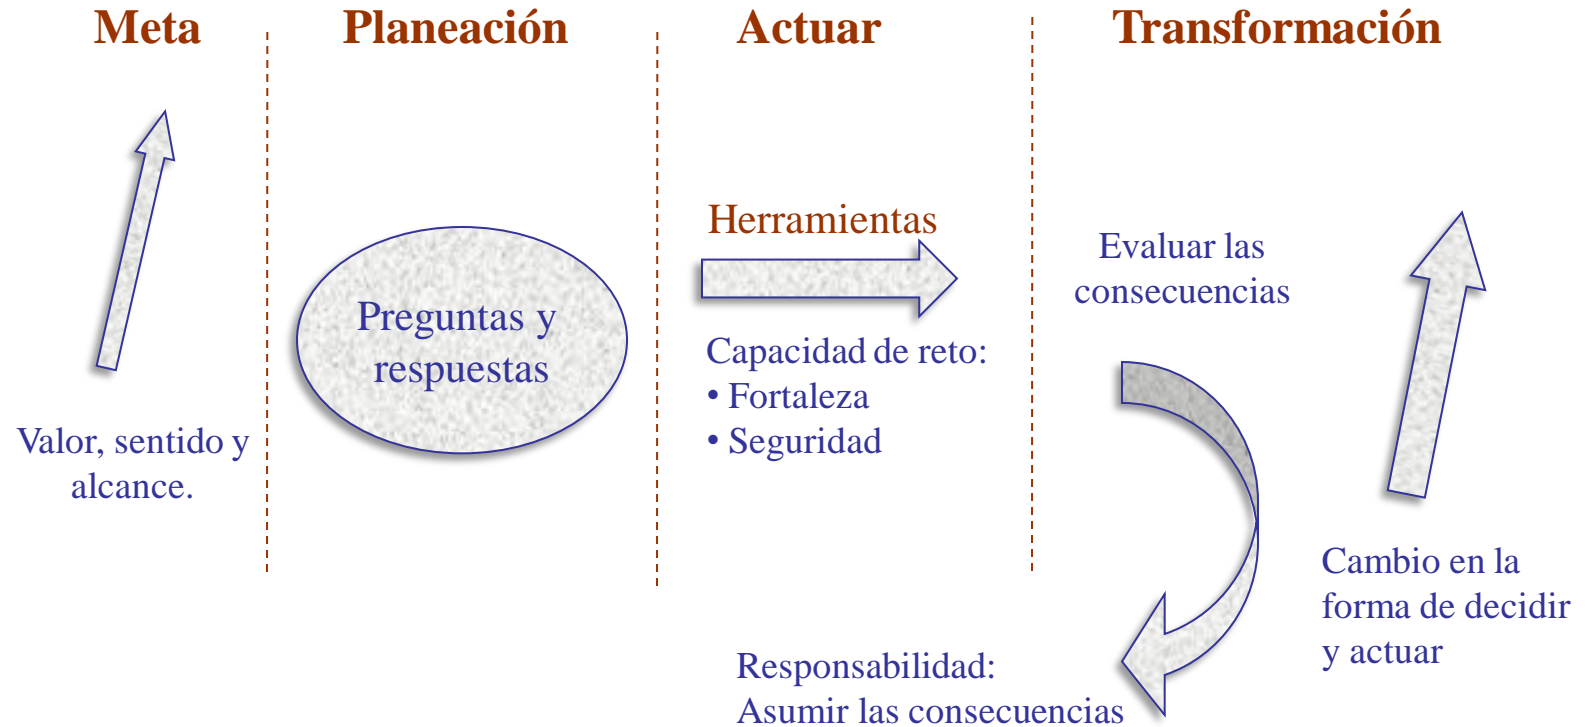 Meta
Planeación
Actuar
Transformación
Valor, sentido y
alcance.
Preguntas y
respuestas
Herramientas
Capacidad de reto:
• Fortaleza
• Seguridad
Evaluar las
consecuencias
Responsabilidad:
Asumir las consecuencias
Cambio en la
forma de decidir
y actuar